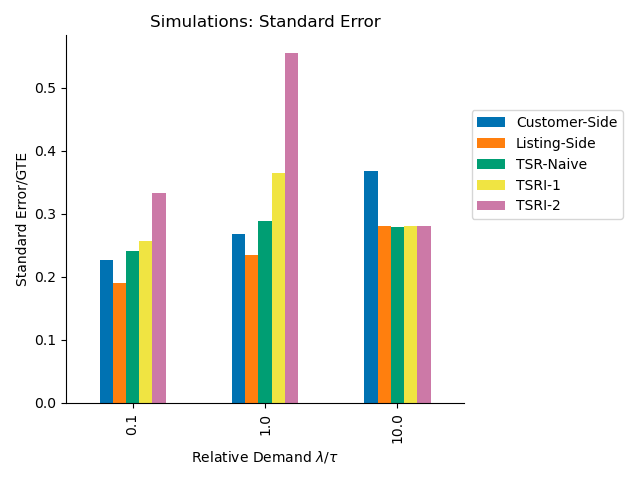 Simulations: Standard Error
Standard Error/GTE
0.5
0.4
0.3
0.2
0.1
0.0
0.1
1.0
10.0
Relative Demand λ/τ
Customer-Side
Listing-Side
TSR-Naive
TSRI-1
TSRI-2